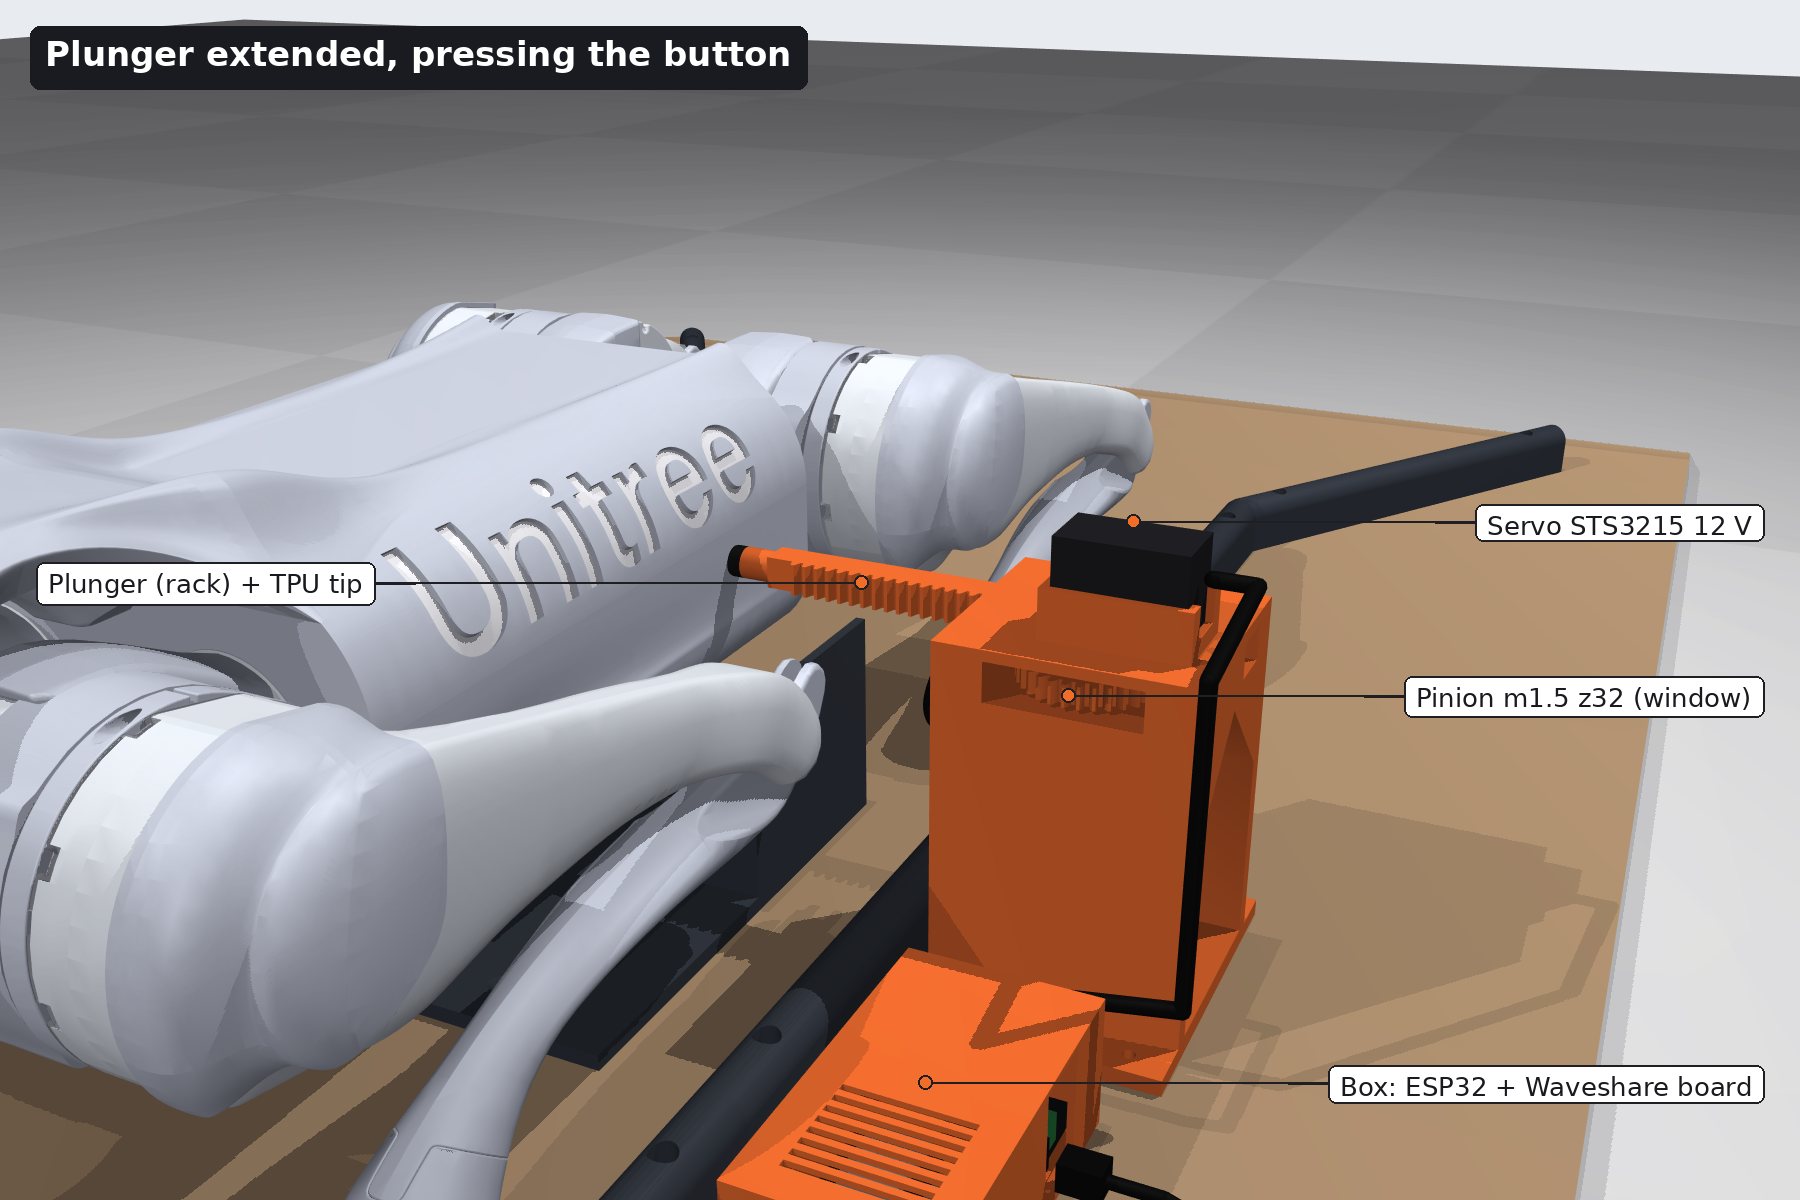 Plunger extended, pressing the button
Unitree
Servo STS3215 12 V
Plunger (rack) + TPU tip
Pinion m1.5 z32 (window)
Box: ESP32 + Waveshare board